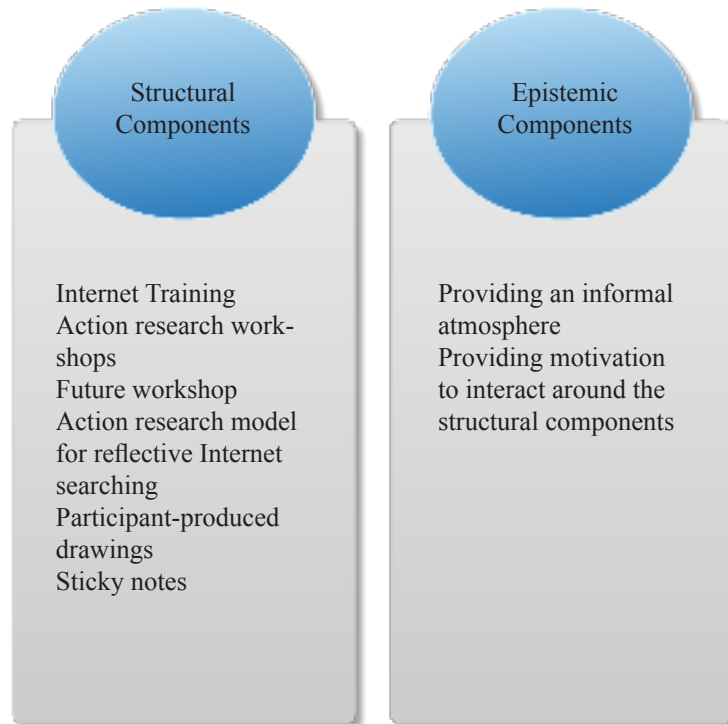 Structural
Components
Internet Training
Action research work-
shops
Future workshop
Action research model
for reflective Internet
searching
Participant-produced
drawings
Sticky notes
Epistemic
Components
Providing an informal
atmosphere
Providing motivation
to interact around the
structural components